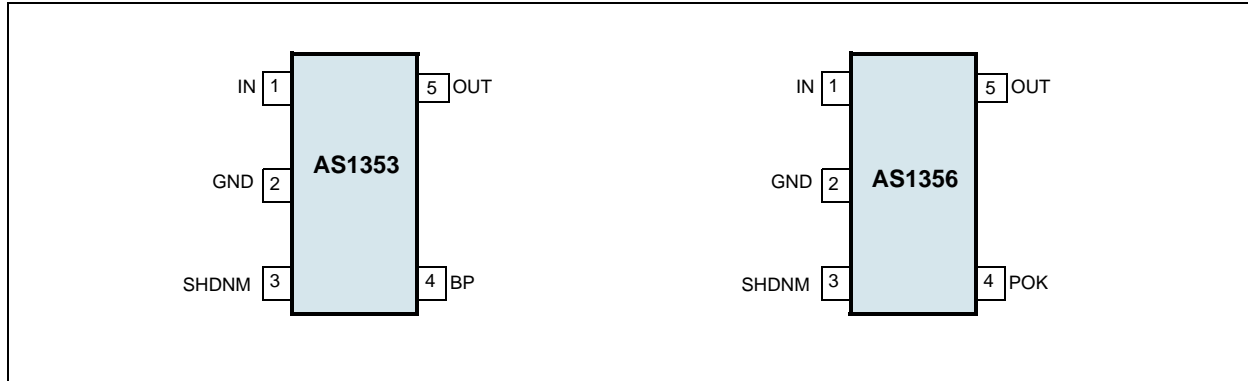 IN 1
5 OUT
AS1353
GND 2
SHDNM 3
4 BP
IN 1
5 OUT
AS1356
GND 2
SHDNM 3
4 POK